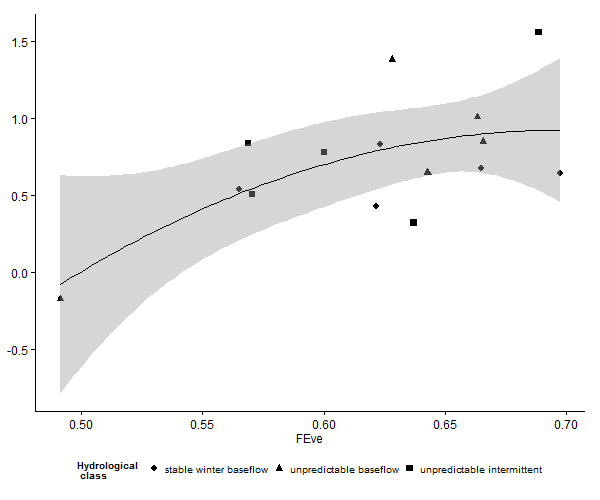 1.5
1.0
0.5
0.0
-0.5
0.50 0.55 0.60 0.65 0.70
FEve
Hydrological
class
stable winter baseflow unpredictable baseflow unpredictable intermittent